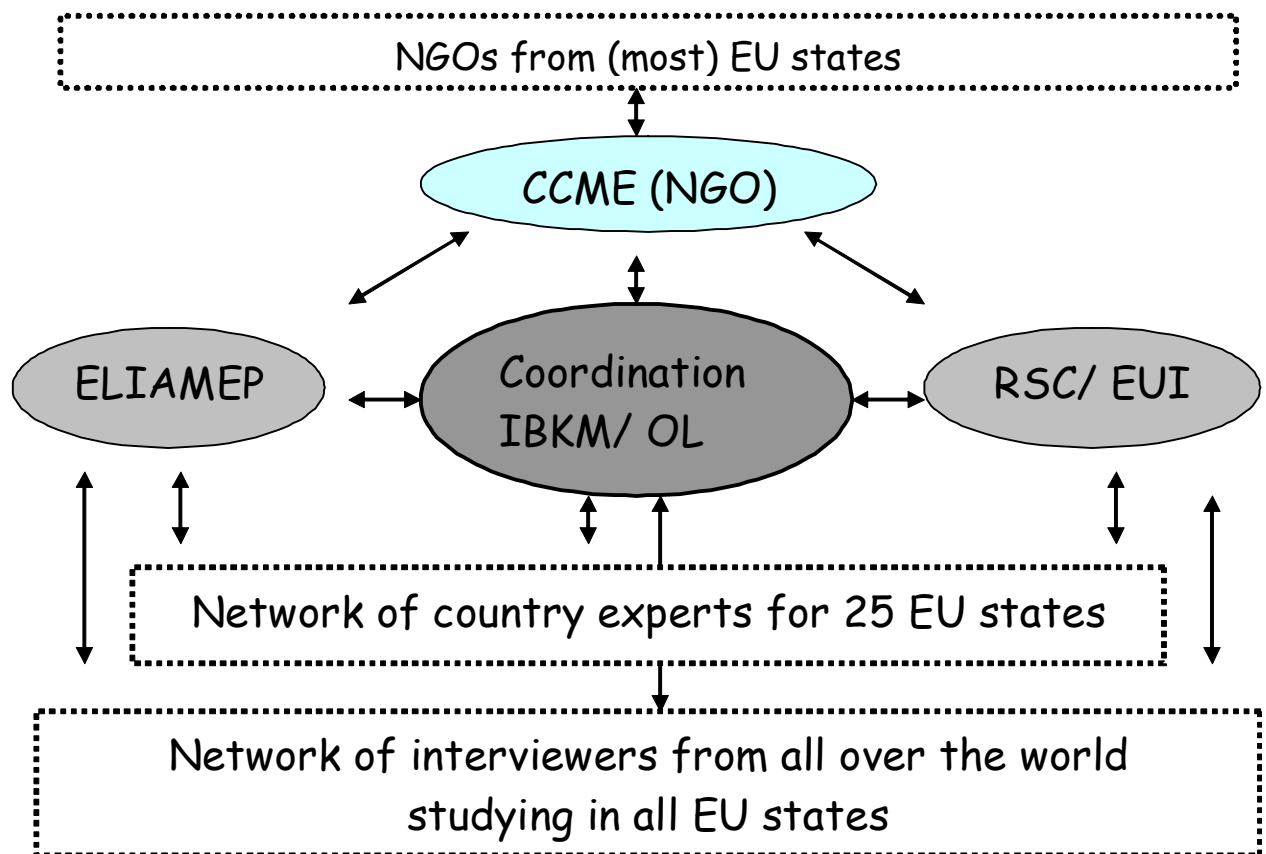 NGOs from (most) EU states
CCME (NGO)
ELIAMEP
Coordination
IBKM/ OL
RSC/ EUI
Network of country experts for 25 EU states
Network of interviewers from all over the world
studying in all EU states